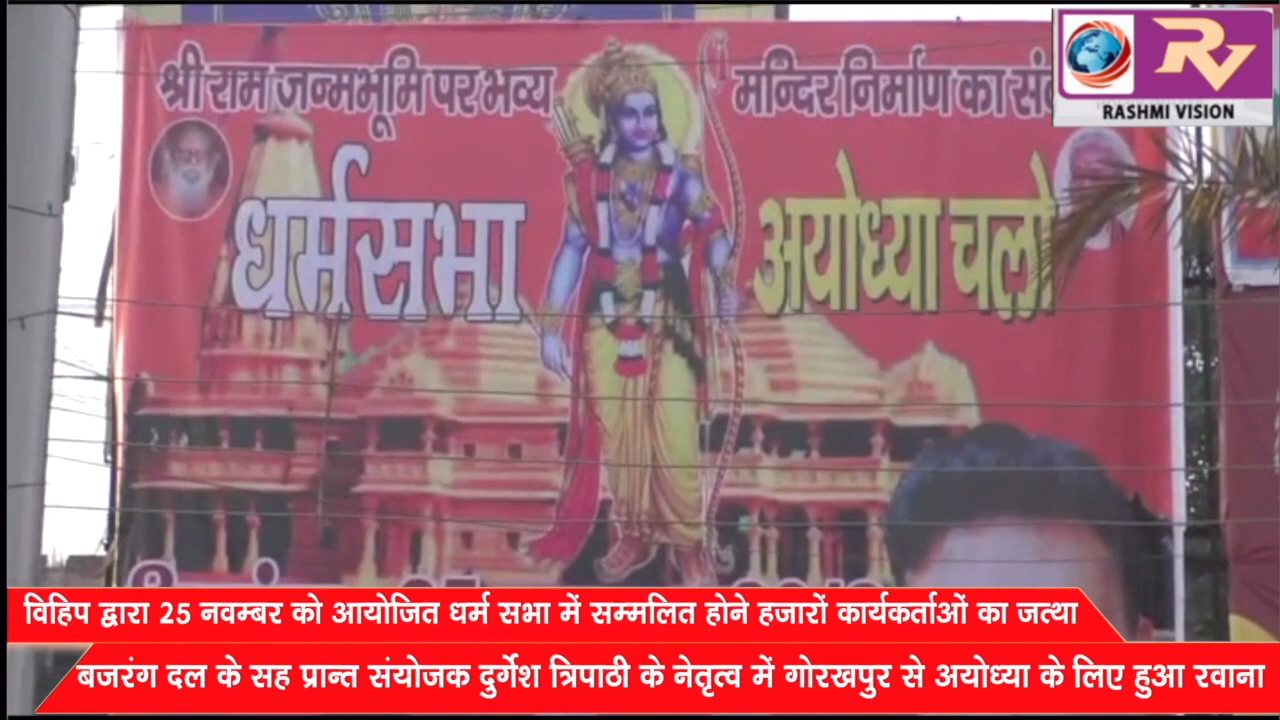 RV
RASHMI VISION
श्री राम जन्मभूमि पर भव्य मन्दिर निर्माण का
धर्मसभा अयोध्या चलो
विहिप द्वारा 25 नवम्बर को आयोजित धर्म सभा में सम्मलित होने हजारों कार्यकर्ताओं का जत्था
बजरंग दल के सह प्रान्त संयोजक दुर्गेश त्रिपाठी के नेतृत्व में गोरखपुर से अयोध्या के लिए हुआ रवाना